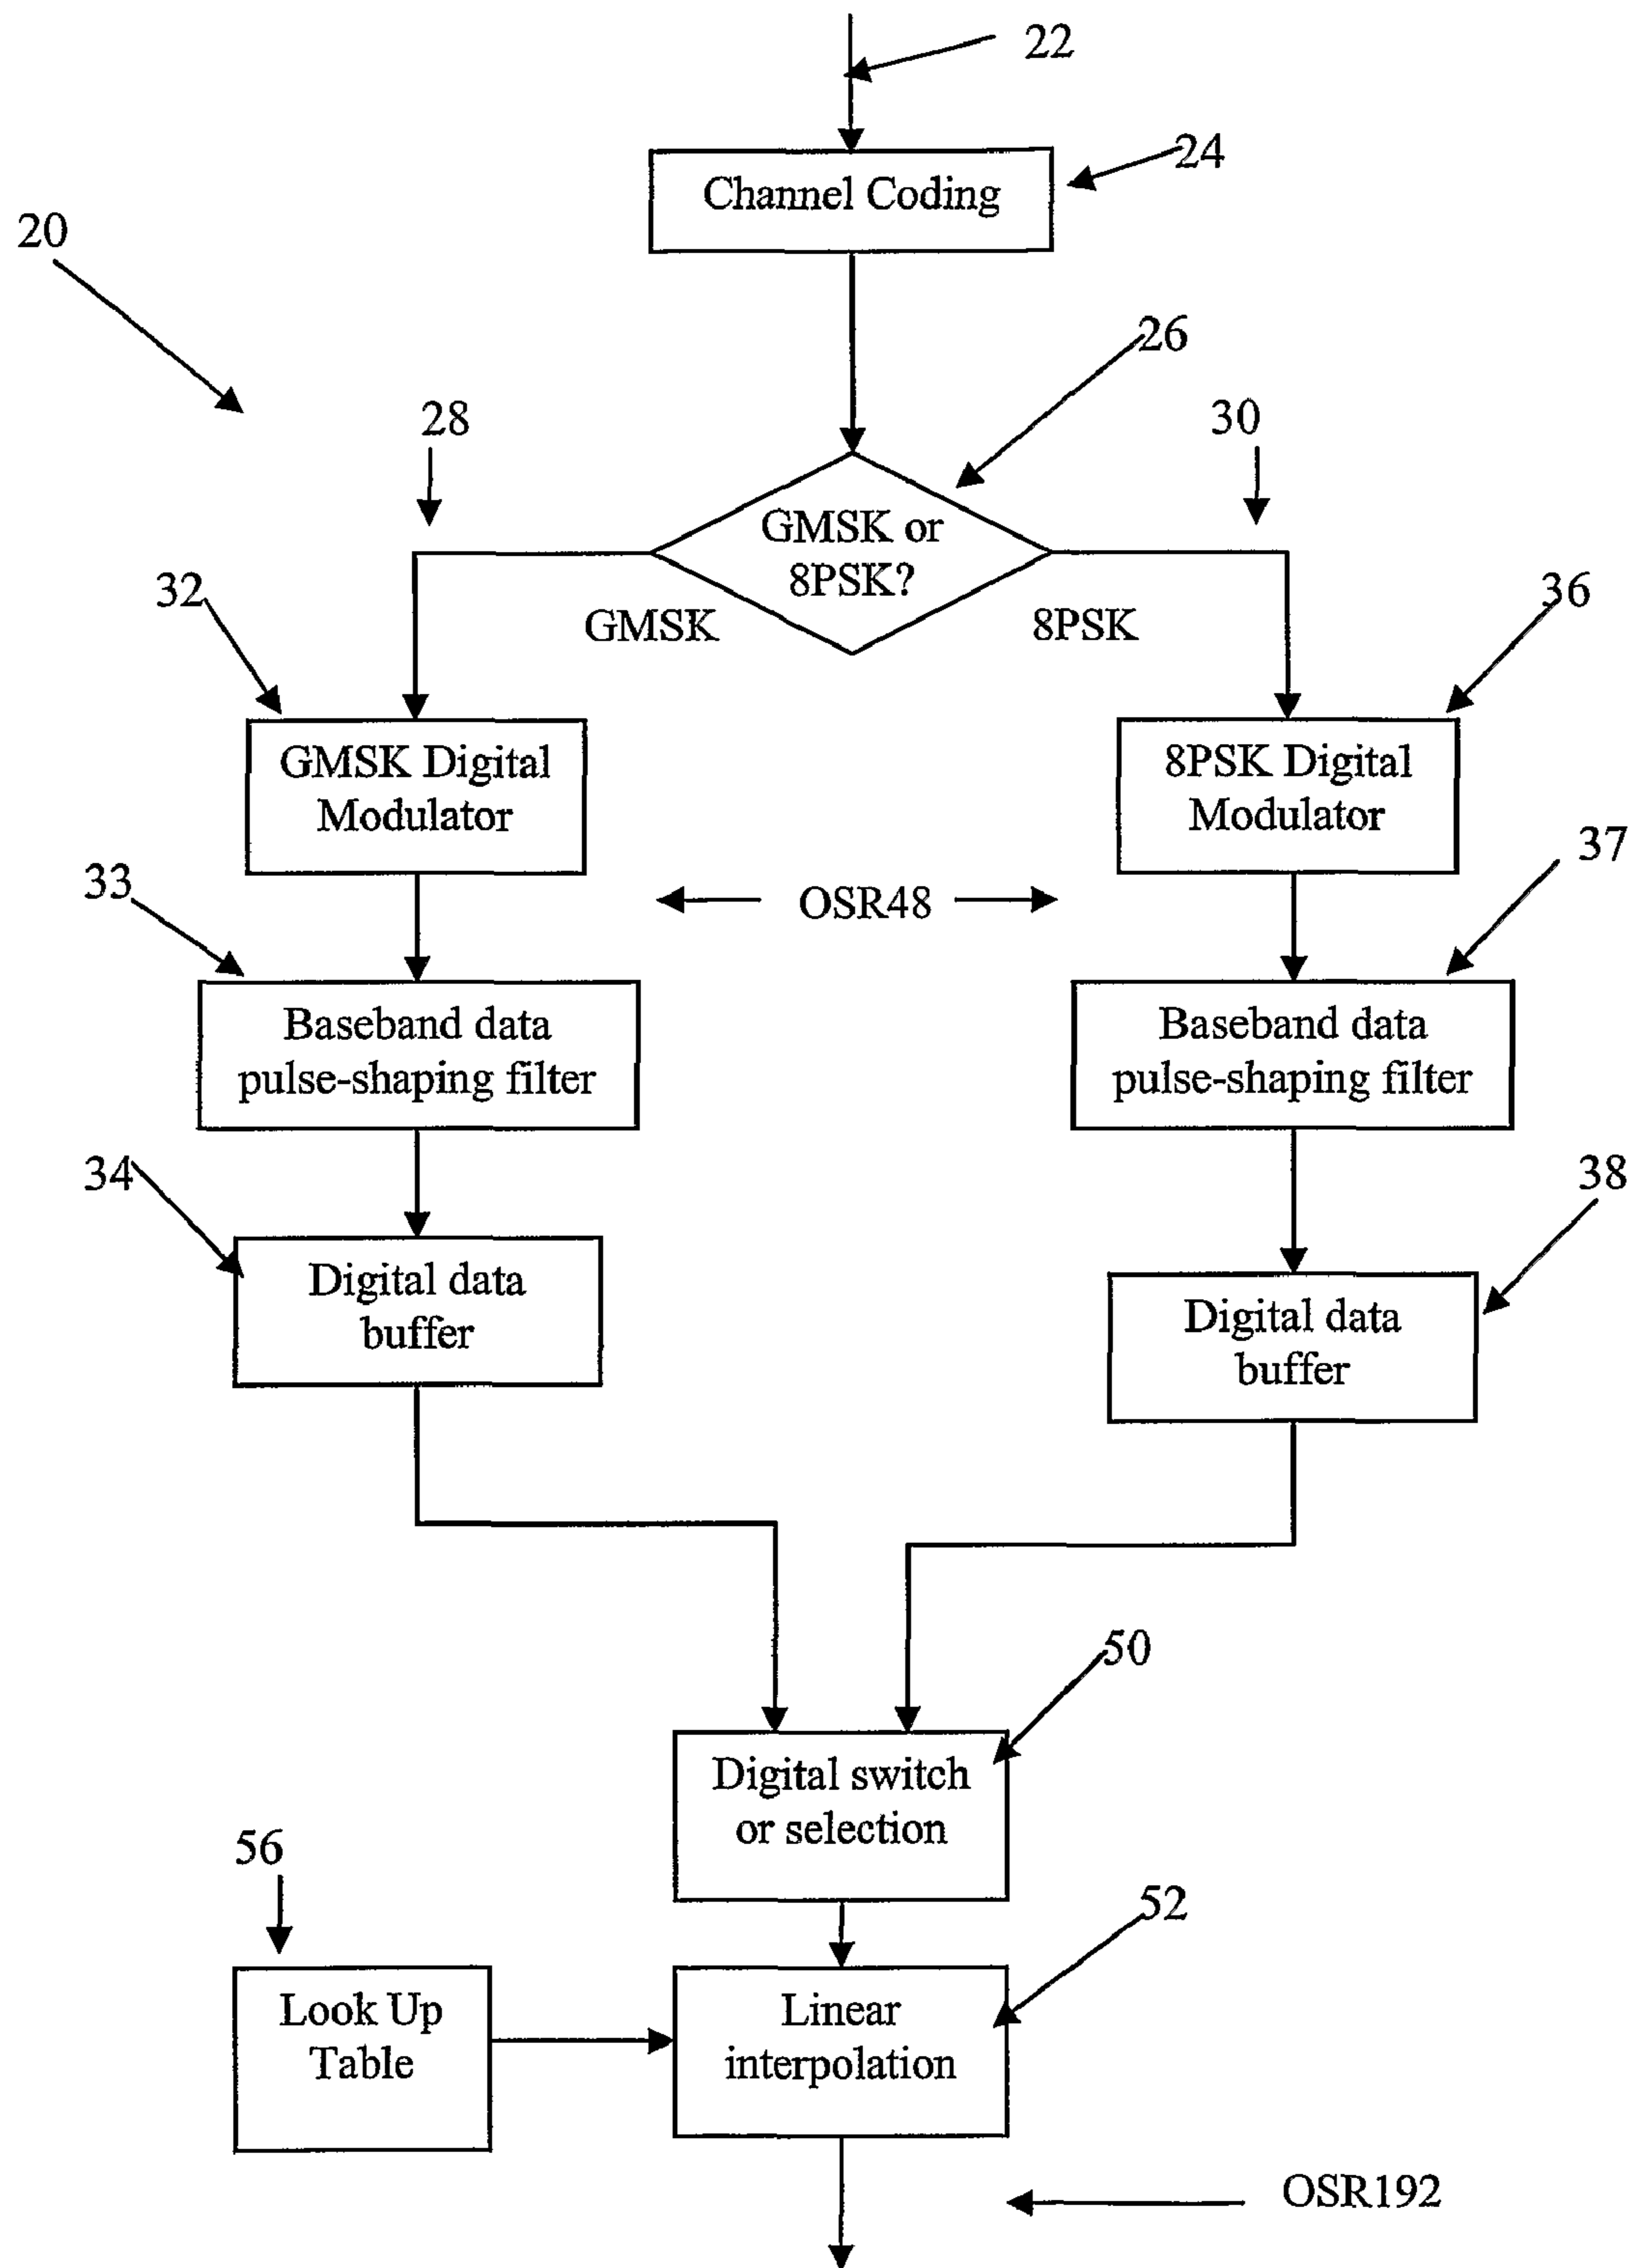 22
24
Channel Coding
20
26
28
30
GMSK or
8PSK?
32
36
GMSK
8PSK
GMSK Digital
Modulator
8PSK Digital
Modulator
33
37
OSR48
Baseband data
pulse-shaping filter
Baseband data
pulse-shaping filter
34
38
Digital data
buffer
Digital data
buffer
50
Digital switch
or selection
56
52
Look Up
Table
Linear
interpolation
OSR192